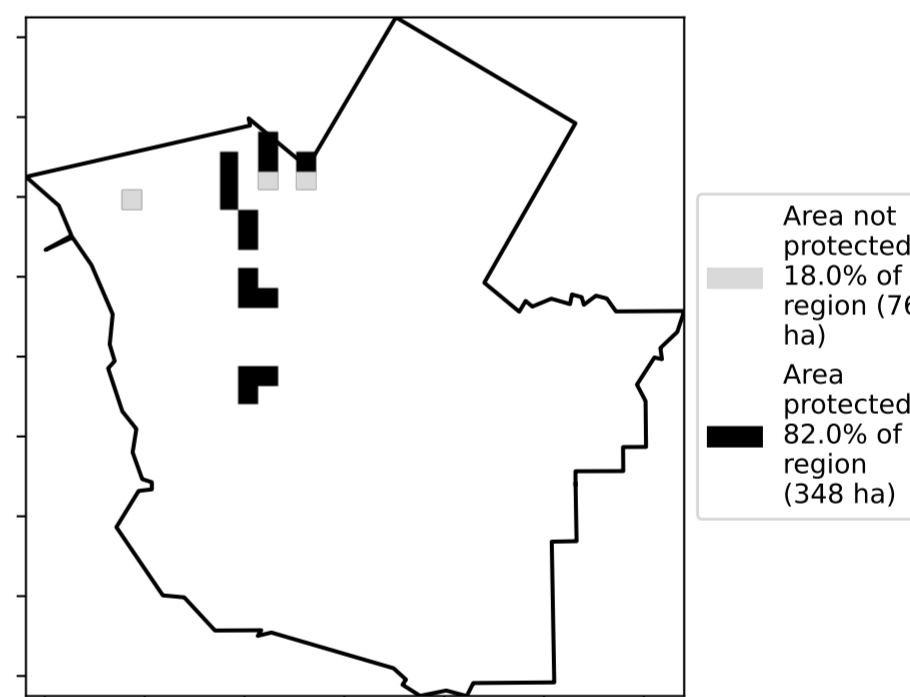 Area not
protected
18.0% of
region (76
ha)
Area
protected
82.0% of
region
(348 ha)